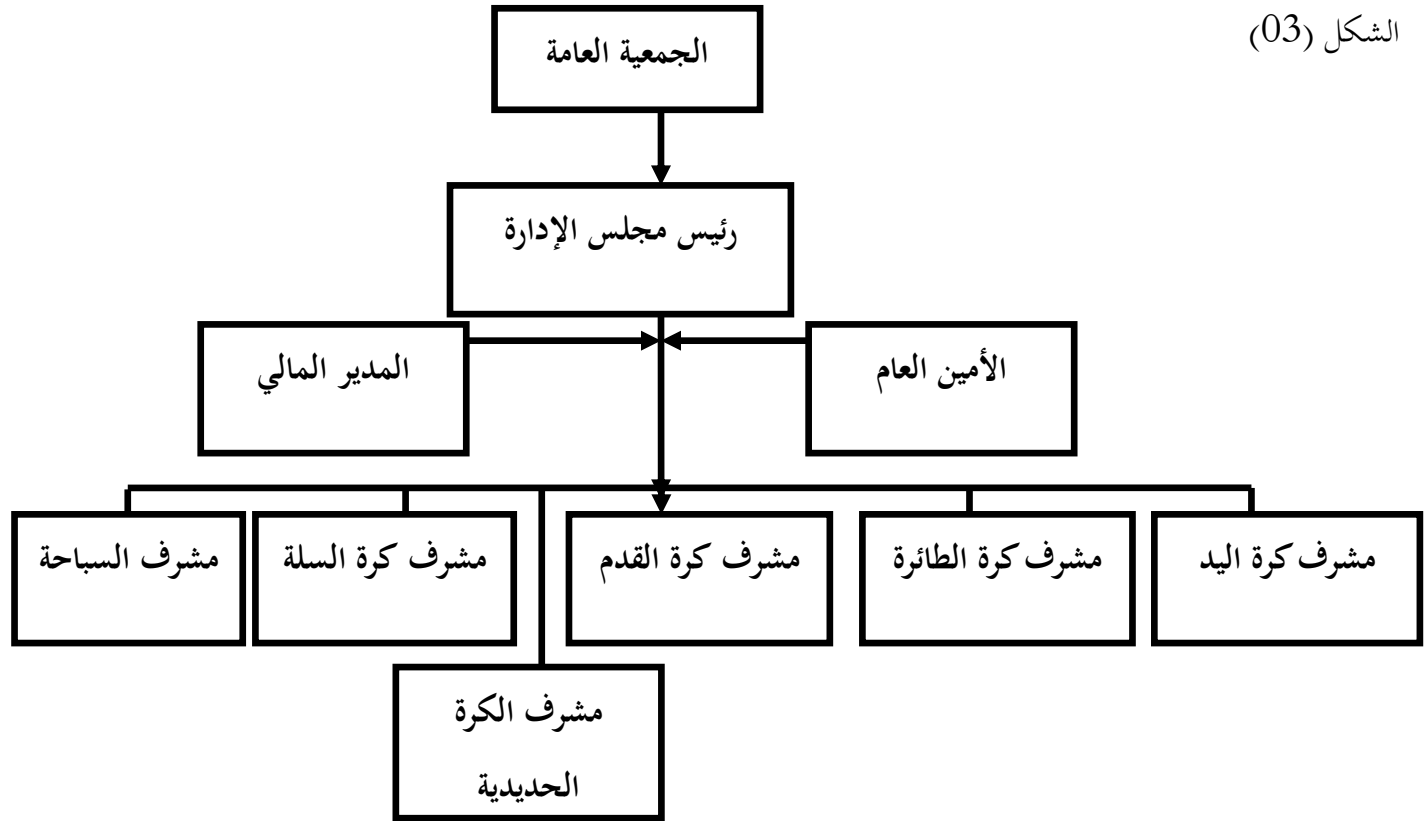 الشكل (03)
الجمعية العامة
رئيس مجلس الإدارة
الأمين العام
المدير المالي
مشرف كرة اليد
مشرف كرة الطائرة
مشرف كرة القدم
مشرف كرة السلة
مشرف السباحة
مشرف الكرة
الحديدية